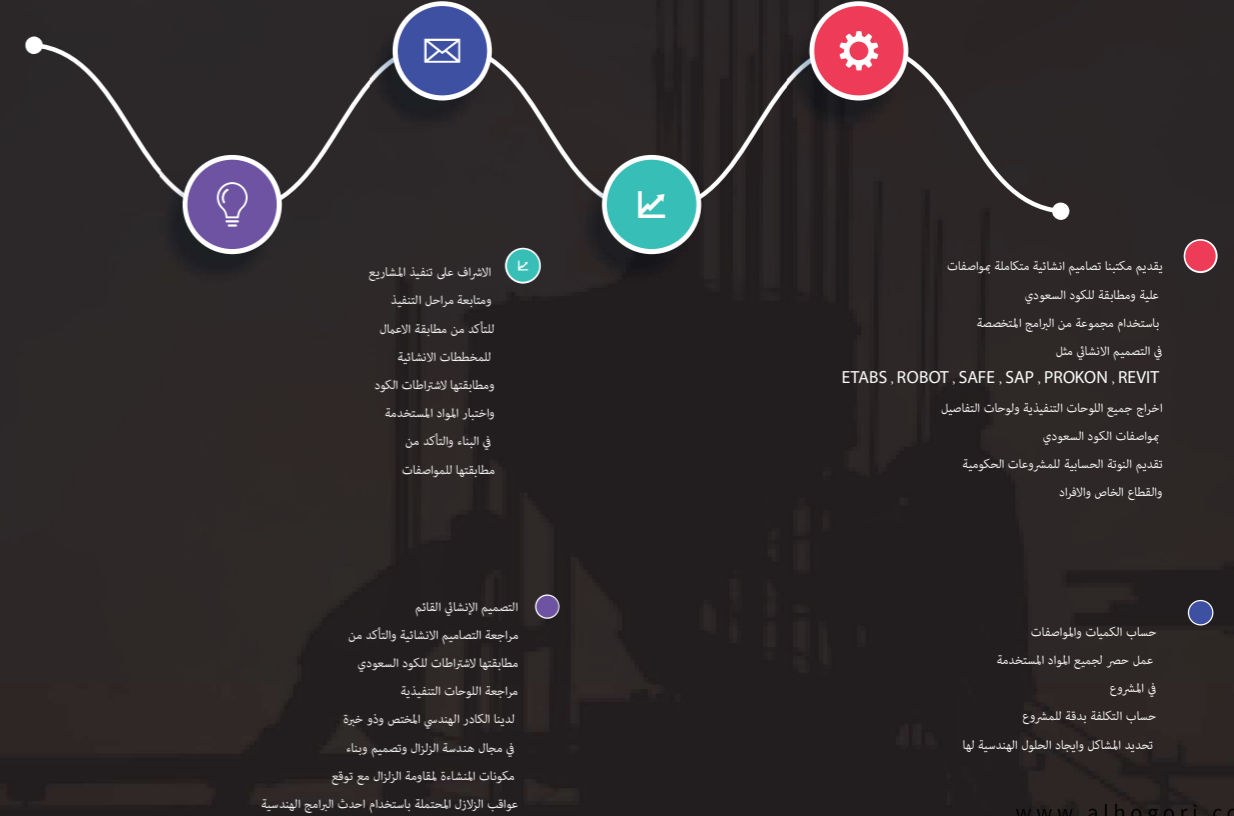 يقديم مكتبنا تصاميم انشائية متكاملة بمواصفات
علية ومطابقة للكود السعودي
باستخدام مجموعة من البرامج المتخصصة
في التصميم الانشائي مثل
ETABS , ROBOT , SAFE , SAP , PROKON , REVIT
اخراج جميع اللوحات التنفيذية ولوحات التفاصيل
بمواصفات الكود السعودي
تقديم النوتة الحسابية للمشروعات الحكومية
والقطاع الخاص والافراد
الاشراف على تنفيذ المشاريع
ومتابعة مراحل التنفيذ
للتأكد من مطابقة الاعمال
للمخططات الانشائية
ومطابقتها لاشتراطات الكود
واختبار المواد المستخدمة
في البناء والتأكد من
مطابقتها للمواصفات
حساب الكميات والمواصفات
عمل حصر لجميع المواد المستخدمة
في المشروع
حساب التكلفة بدقة للمشروع
تحديد المشاكل وايجاد الحلول الهندسية لها
التصميم الإنشائي القائم
مراجعة التصاميم الانشائية والتأكد من
مطابقتها لاشتراطات للكود السعودي
مراجعة اللوحات التنفيذية
لدينا الكادر الهندسي المختص وذو خبرة
في مجال هندسة الزلزال وتصميم وبناء
مكونات المنشاءة لمقاومة الزلزال مع توقع
عواقب الزلازل المحتملة باستخدام احدث البرامج الهندسية
www.alhogori.co